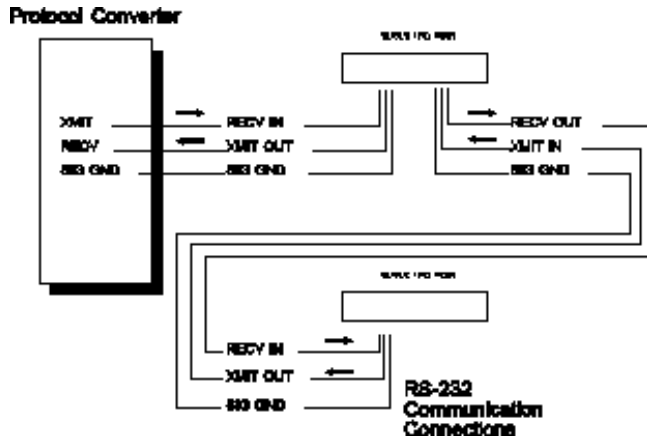 Protocol Converter
XMIT RECV IN RECV OUT
RECV XMIT OUT XMIT IN
SIG GND SIG GND SIG GND
RECV IN
XMIT OUT
SIG GND
RS-232
Communication
Connections